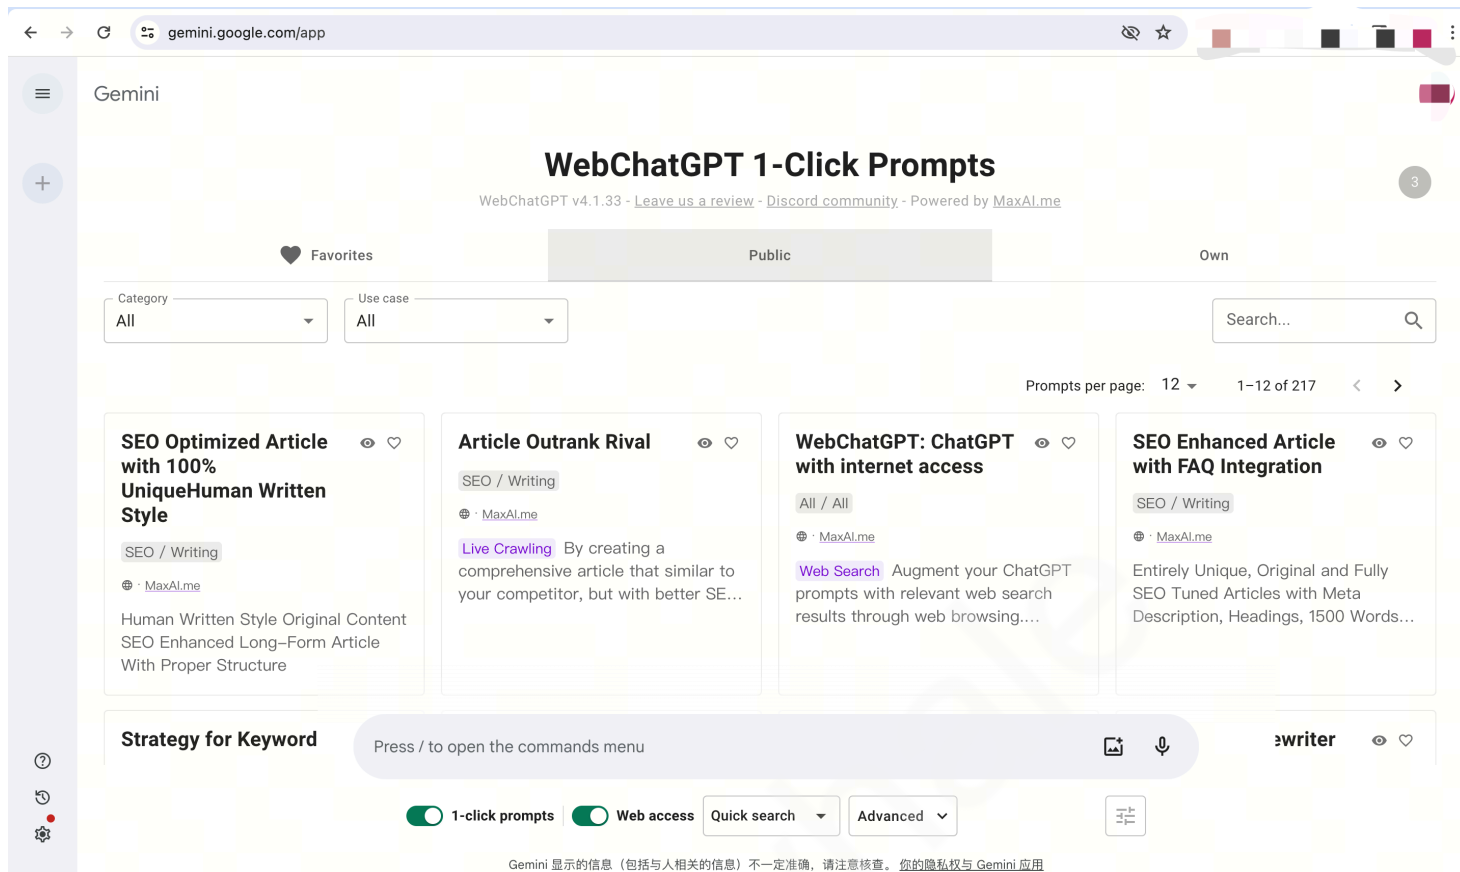 gemini.google.com/app
Gemini
WebChatGPT 1-Click Prompts
3
WebChatGPT v4.1.33 - Leave us a review - Discord community - Powered by MaxAI.me
Favorites
Public
Own
Category
All
Use case
All
Search...
Prompts per page: 12
1–12 of 217
SEO Optimized Article
with 100%
UniqueHuman Written
Style
SEO / Writing
· MaxAI.me
Human Written Style Original Content
SEO Enhanced Long–Form Article
With Proper Structure
Article Outrank Rival
SEO / Writing
· MaxAI.me
Live Crawling By creating a
comprehensive article that similar to
your competitor, but with better SE...
WebChatGPT: ChatGPT
with internet access
All / All
· MaxAI.me
Web Search Augment your ChatGPT
prompts with relevant web search
results through web browsing....
SEO Enhanced Article
with FAQ Integration
SEO / Writing
· MaxAI.me
Entirely Unique, Original and Fully
SEO Tuned Articles with Meta
Description, Headings, 1500 Words...
Strategy for Keyword
ewriter
Press / to open the commands menu
1-click prompts
Web access
Quick search
Advanced
Gemini 显示的信息（包括与人相关的信息）不一定准确，请注意核查。 你的隐私权与 Gemini 应用